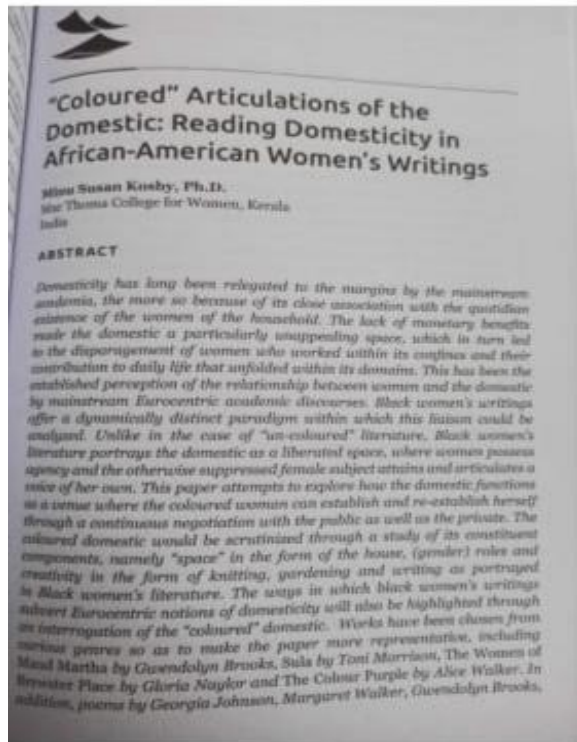 "Coloured" Articulations of the
Domestic: Reading Domesticity in
African-American Women's Writings
Susan Koshy, Ph.D.
Mar Thoma College for Women, Kerala
India
ABSTRACT
Domesticity has long been relegated to the margins by the mainstream
academia, the more so because of its close association with the quotidian
existence of the women of the household. The lack of monetary benefits
made the domestic a particularly unappealing space, which in turn led
to the disparagement of women who worked within its confines and their
contribution to daily life that unfolded within its domains. This has been the
established perception of the relationship between women and the domestic
by mainstream Eurocentric academic discourses. Black women's writings
offer a dynamically distinct paradigm within which this liaison could be
analysed. Unlike in the case of "un-coloured" literature, Black women's
literature portrays the domestic as a liberated space, where women possess
agency and the otherwise suppressed female subject attains and articulates a
voice of her own. This paper attempts to explore how the domestic functions
as a venue where the coloured woman can establish and re-establish herself
through a continuous negotiation with the public as well as the private. The
coloured domestic would be scrutinized through a study of its constituent
components, namely "space" in the form of the house, (gender) roles and
creativity in the form of knitting, gardening and writing as portrayed
in Black women's literature. The ways in which black women's writings
subvert Eurocentric notions of domesticity will also be highlighted through
an interrogation of the "coloured" domestic. Works have been chosen from
various genres so as to make the paper more representation, including
Maud Martha by Gwendolyn Brooks, Sula by Toni Morrison, The Women of
Brewster Place by Gloria Naylor and The Colour Purple by Alice Walker. In
addition, poems by Georgia Johnson, Margaret Walker, Gwendolyn Brooks,